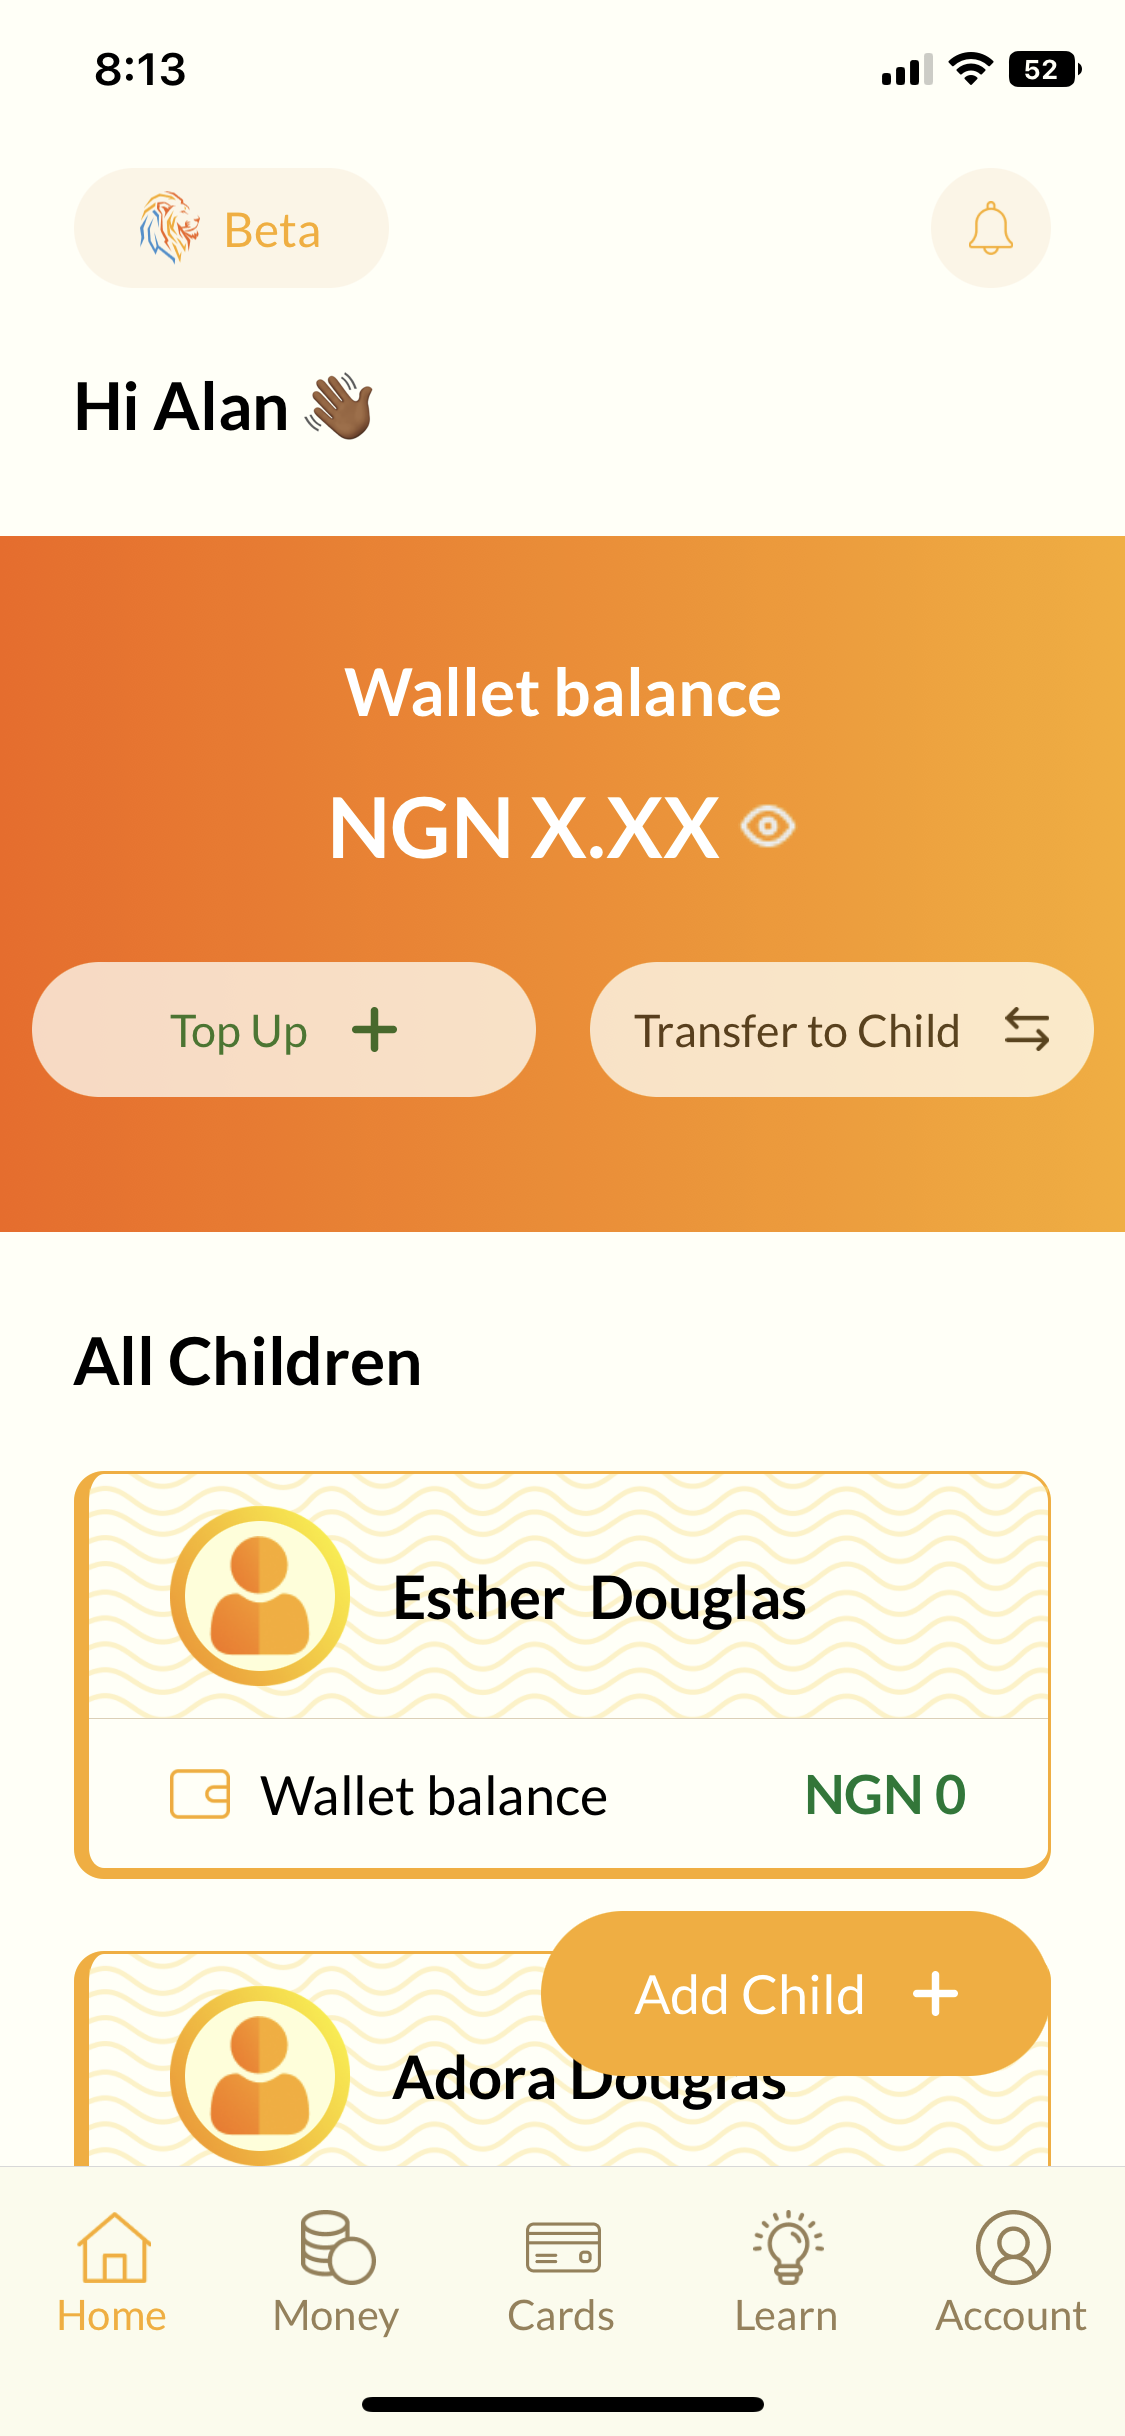 8:13
52
Beta
Hi Alan 👋🏾
Wallet balance
NGN X.XX
Top Up +
Transfer to Child
All Children
Esther  Douglas
Wallet balance NGN 0
Add Child +
Adora Douglas
Home Money Cards Learn Account